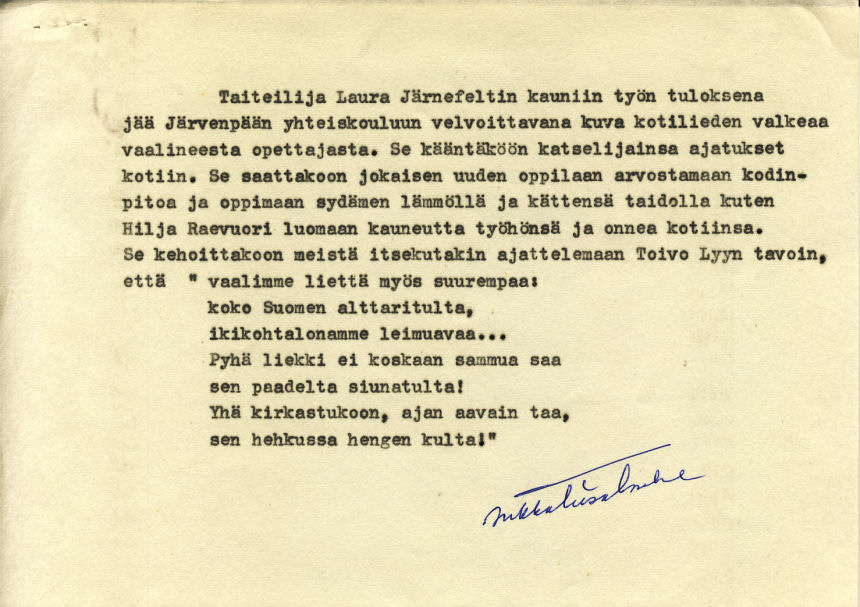 Taiteilija Laura Järnefeltin kauniin työn tuloksena
jää Järvenpään yhteiskouluun velvoittavana kuva kotilieden valkeaa
vaalineesta opettajasta. Se kääntäköön katselijainsa ajatukset
kotiin. Se saattakoon jokaisen uuden oppilaan arvostamaan kodin-
pitoa ja oppimaan sydämen lämmöllä ja kättensä taidolla kuten
Hilja Raevuori luomaan kauneutta työhönsä ja onnea kotiinsa.
Se kehoittakoon meistä itsekutakin ajattelemaan Toivo Lyyn tavoin,
että " vaalimme liettä myös suurempaa:
koko Suomen alttaritulta,
ikikohtalonamme leimuavaa...
Pyhä liekki ei koskaan sammua saa
sen paadelta siunatulta!
Yhä kirkastukoon, ajan aavain taa,
sen hehkussa hengen kulta!"